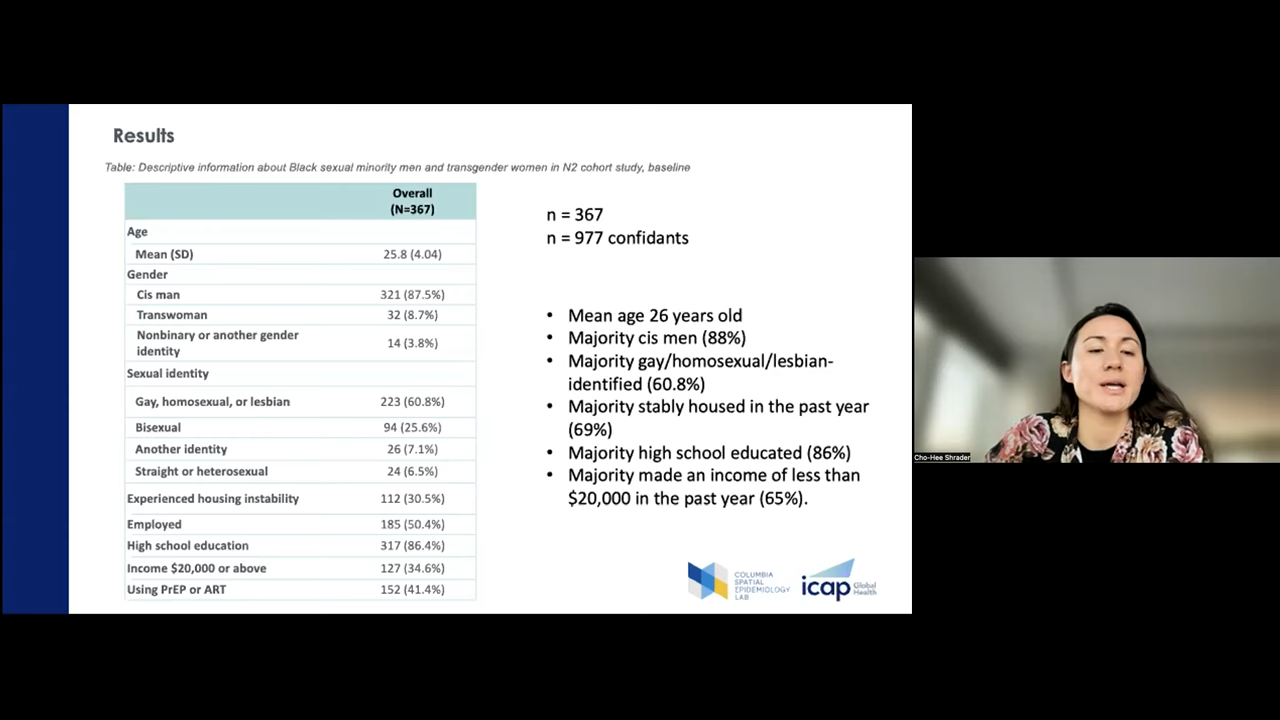 Results
Table: Descriptive information about Black sexual minority men and transgender women in N2 cohort study, baseline
Overall
(N=367)
Age
Mean (SD) 25.8 (4.04)
Gender
Cis man 321 (87.5%)
Transwoman 32 (8.7%)
Nonbinary or another gender
identity 14 (3.8%)
Sexual identity
Gay, homosexual, or lesbian 223 (60.8%)
Bisexual 94 (25.6%)
Another identity 26 (7.1%)
Straight or heterosexual 24 (6.5%)
Experienced housing instability 112 (30.5%)
Employed 185 (50.4%)
High school education 317 (86.4%)
Income $20,000 or above 127 (34.6%)
Using PrEP or ART 152 (41.4%)
n = 367
n = 977 confidants
• Mean age 26 years old
• Majority cis men (88%)
• Majority gay/homosexual/lesbian-
identified (60.8%)
• Majority stably housed in the past year
(69%)
• Majority high school educated (86%)
• Majority made an income of less than
$20,000 in the past year (65%).
COLUMBIA
SPATIAL
EPIDEMIOLOGY
LAB
icap Global
Health
Cho-Hee Shrader